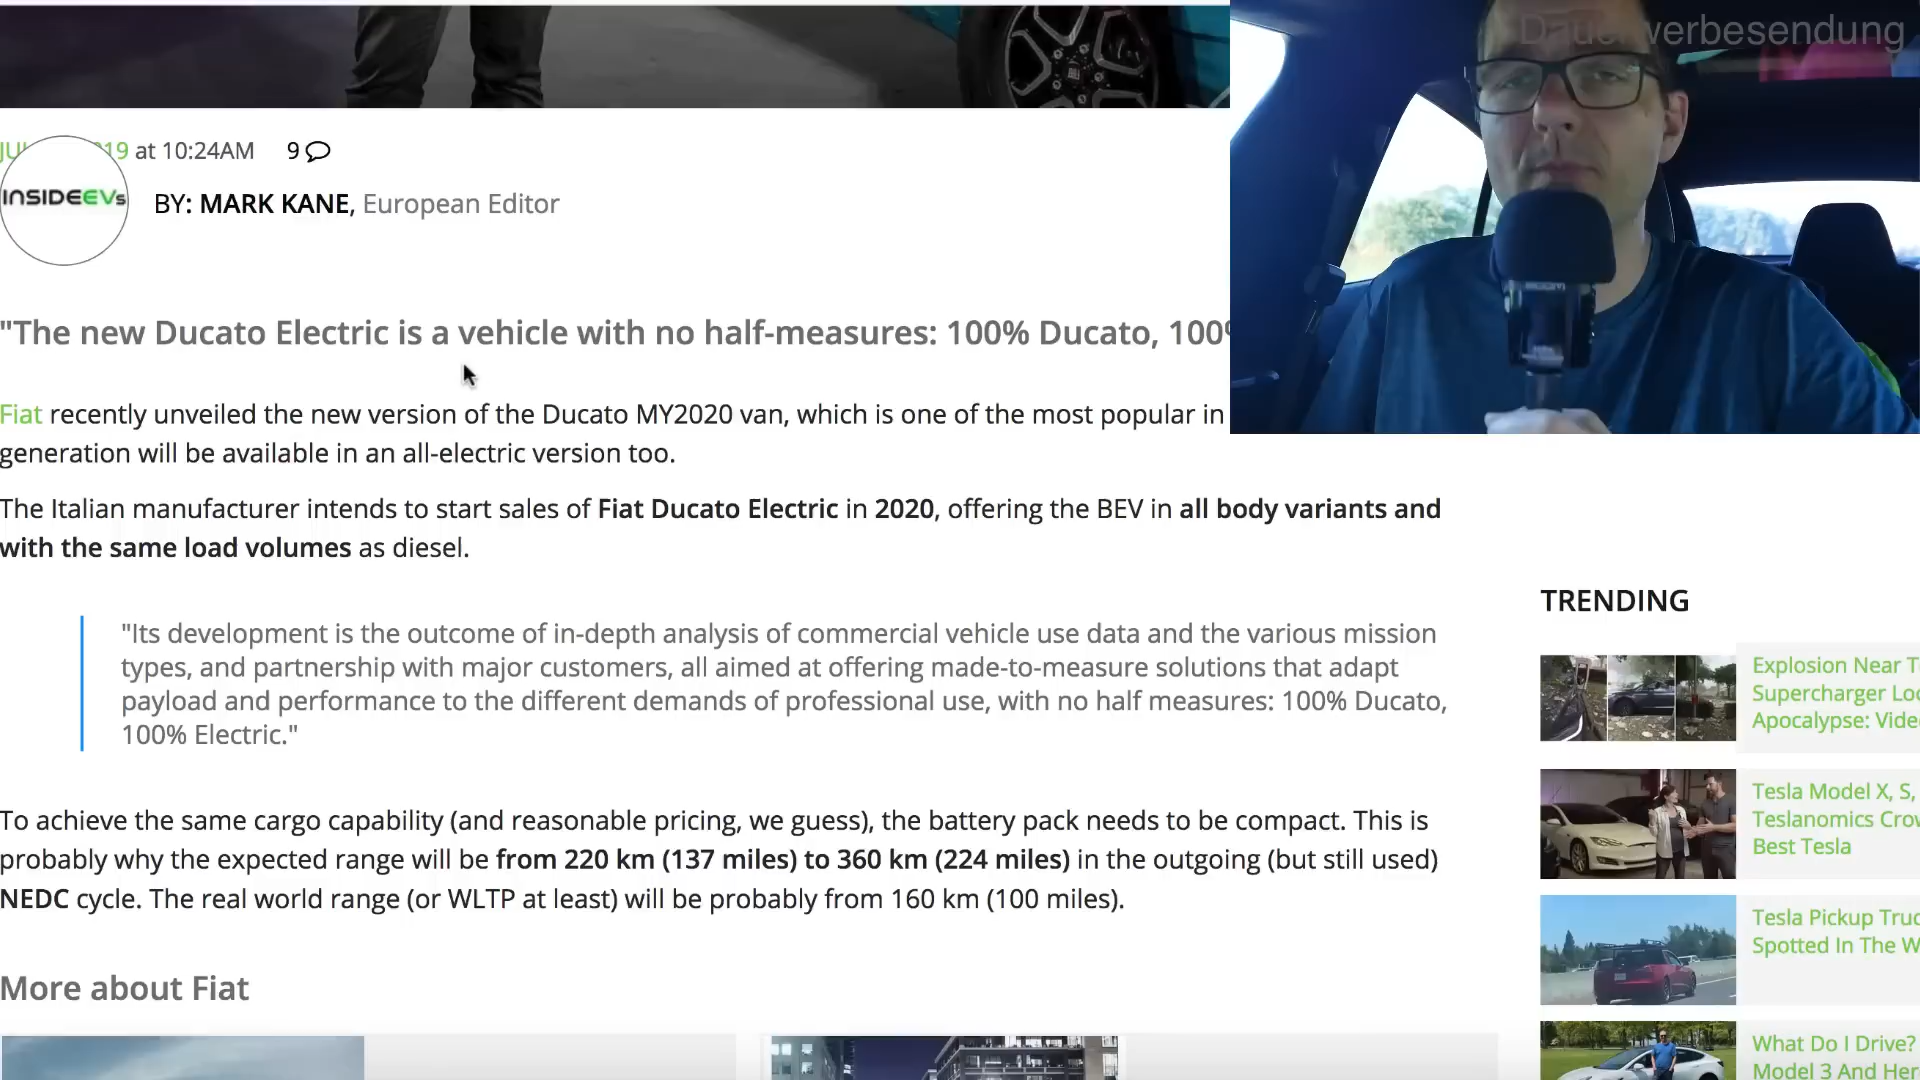 Dauerwerbesendung
at 10:24AM 9
INSIDEEVs
BY: MARK KANE, European Editor
"The new Ducato Electric is a vehicle with no half-measures: 100% Ducato, 100%
Fiat recently unveiled the new version of the Ducato MY2020 van, which is one of the most popular in
generation will be available in an all-electric version too.
The Italian manufacturer intends to start sales of Fiat Ducato Electric in 2020, offering the BEV in all body variants and
with the same load volumes as diesel.
"Its development is the outcome of in-depth analysis of commercial vehicle use data and the various mission
types, and partnership with major customers, all aimed at offering made-to-measure solutions that adapt
payload and performance to the different demands of professional use, with no half measures: 100% Ducato,
100% Electric."
To achieve the same cargo capability (and reasonable pricing, we guess), the battery pack needs to be compact. This is
probably why the expected range will be from 220 km (137 miles) to 360 km (224 miles) in the outgoing (but still used)
NEDC cycle. The real world range (or WLTP at least) will be probably from 160 km (100 miles).
More about Fiat
TRENDING
Explosion Near
Supercharger
Apocalypse:
Tesla Model X, S,
Teslanomics
Best Tesla
Tesla Pickup
Spotted In The
What Do I Drive?
Model 3 And